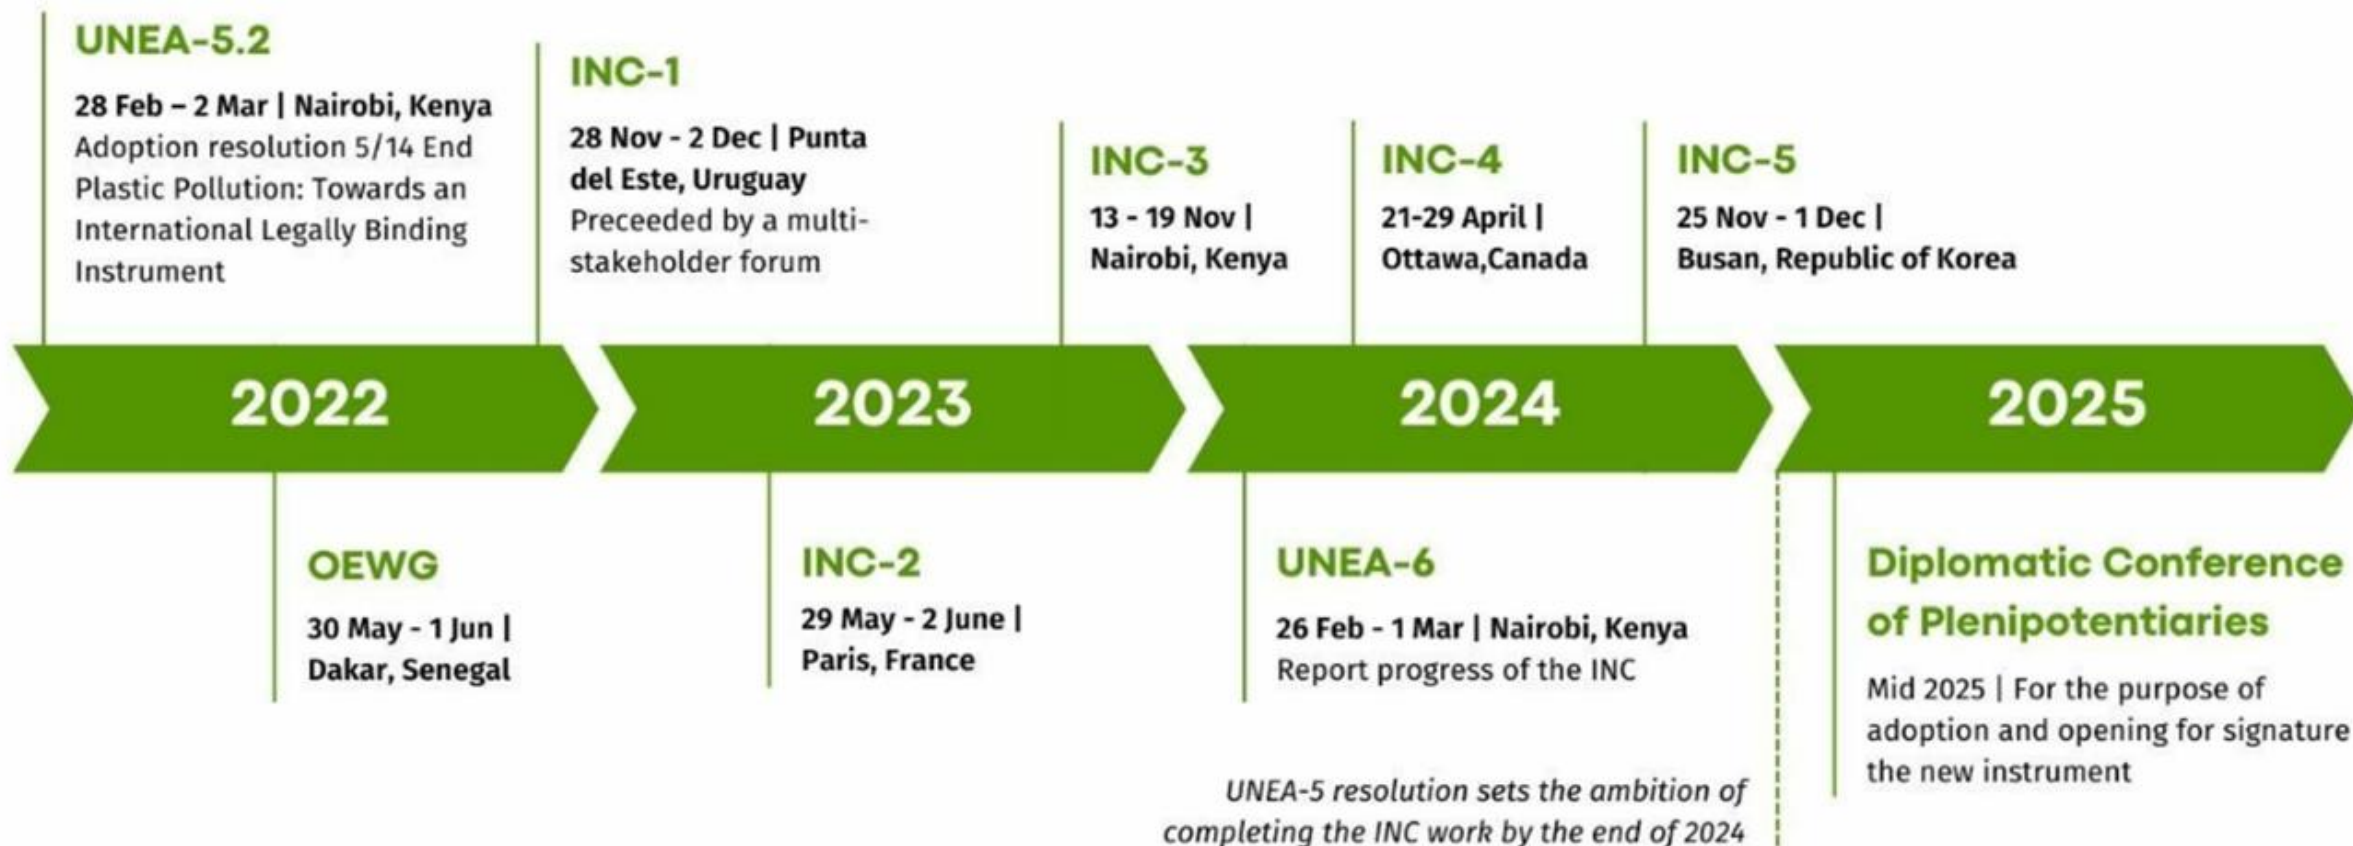 UNEA-5.2
28 Feb – 2 Mar | Nairobi, Kenya
Adoption resolution 5/14 End
Plastic Pollution: Towards an
International Legally Binding
Instrument
INC-1
28 Nov - 2 Dec | Punta
del Este, Uruguay
Preceeded by a multi-
stakeholder forum
INC-3
13 - 19 Nov |
Nairobi, Kenya
INC-4
21-29 April |
Ottawa,Canada
INC-5
25 Nov - 1 Dec |
Busan, Republic of Korea
2022
2023
2024
2025
OEWG
30 May - 1 Jun |
Dakar, Senegal
INC-2
29 May - 2 June |
Paris, France
UNEA-6
26 Feb - 1 Mar | Nairobi, Kenya
Report progress of the INC
UNEA-5 resolution sets the ambition of
completing the INC work by the end of 2024
Diplomatic Conference
of Plenipotentiaries
Mid 2025 | For the purpose of
adoption and opening for signature
the new instrument